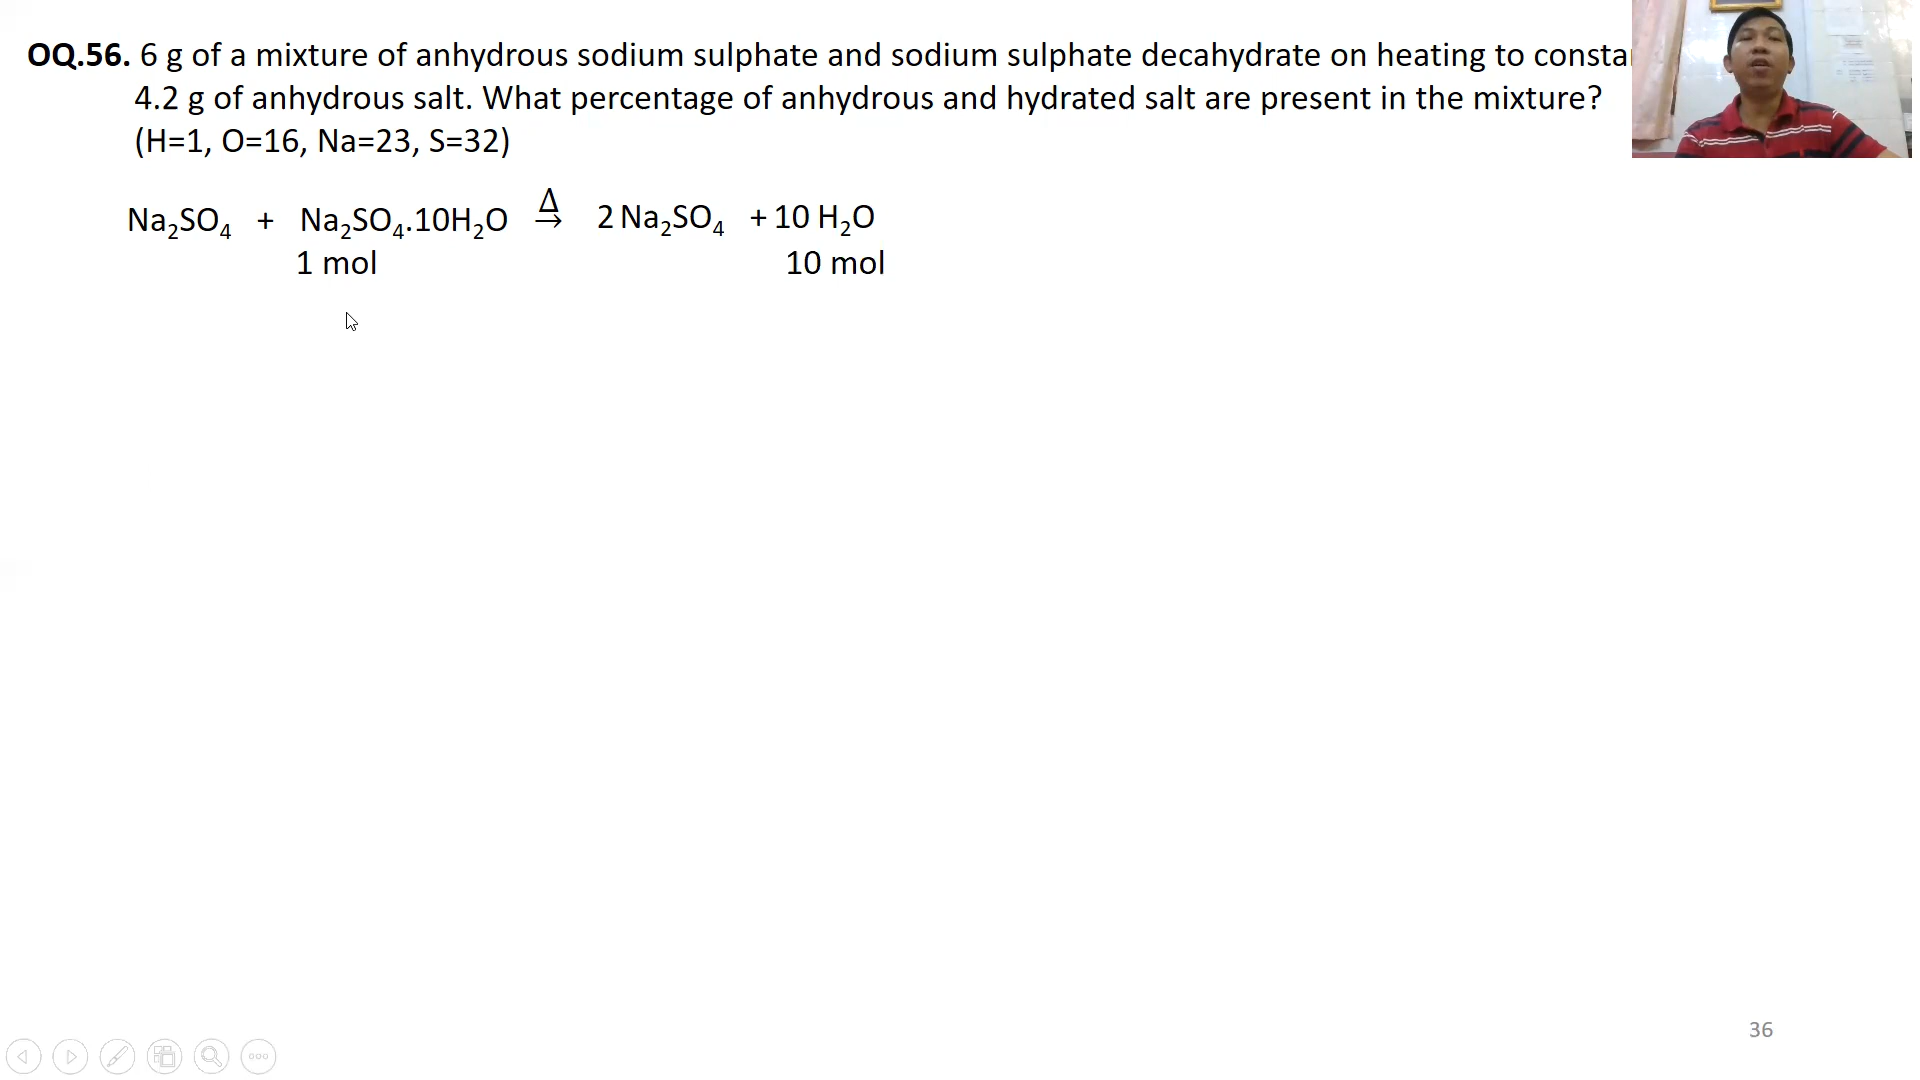 OQ.56. 6 g of a mixture of anhydrous sodium sulphate and sodium sulphate decahydrate on heating to
4.2 g of anhydrous salt. What percentage of anhydrous and hydrated salt are present in the mixture?
(H=1, O=16, Na=23, S=32)
Na₂SO₄ + Na₂SO₄.10H₂O Δ→ 2 Na₂SO₄ + 10 H₂O
1 mol 10 mol
36